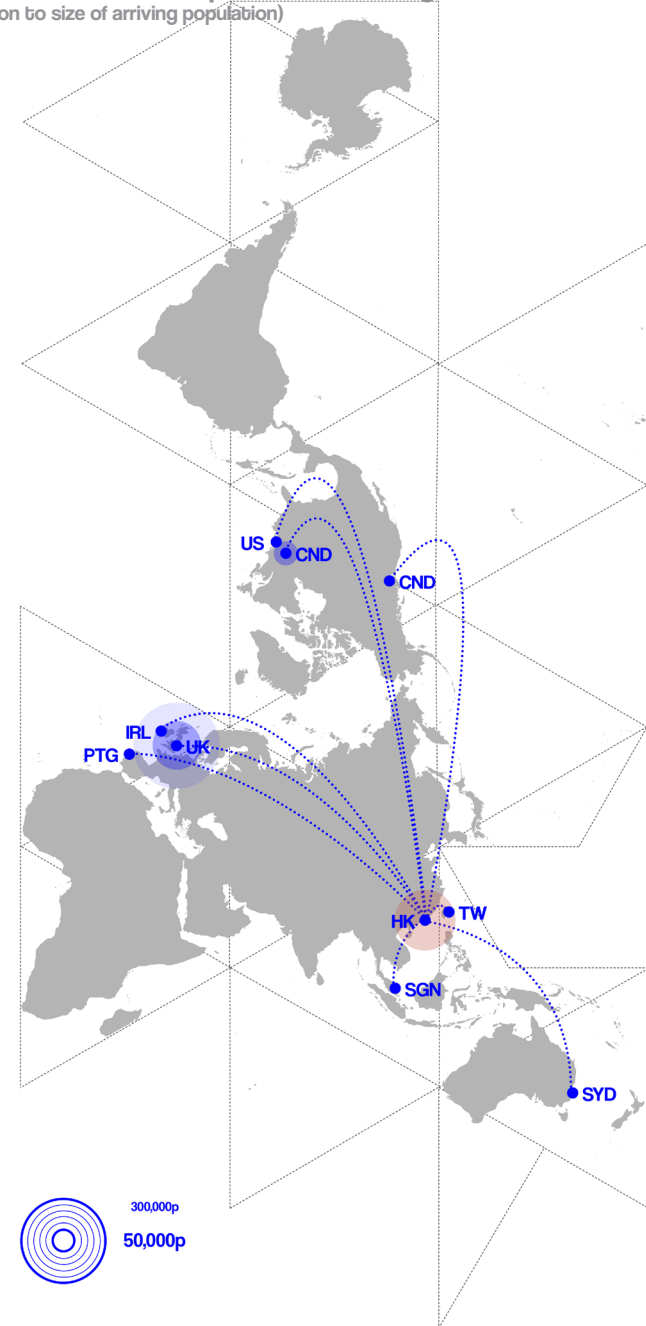 on to size of arriving population)
US
CND
CND
IRL
UK
PTG
HK
TW
SGN
SYD
300,000p
50,000p